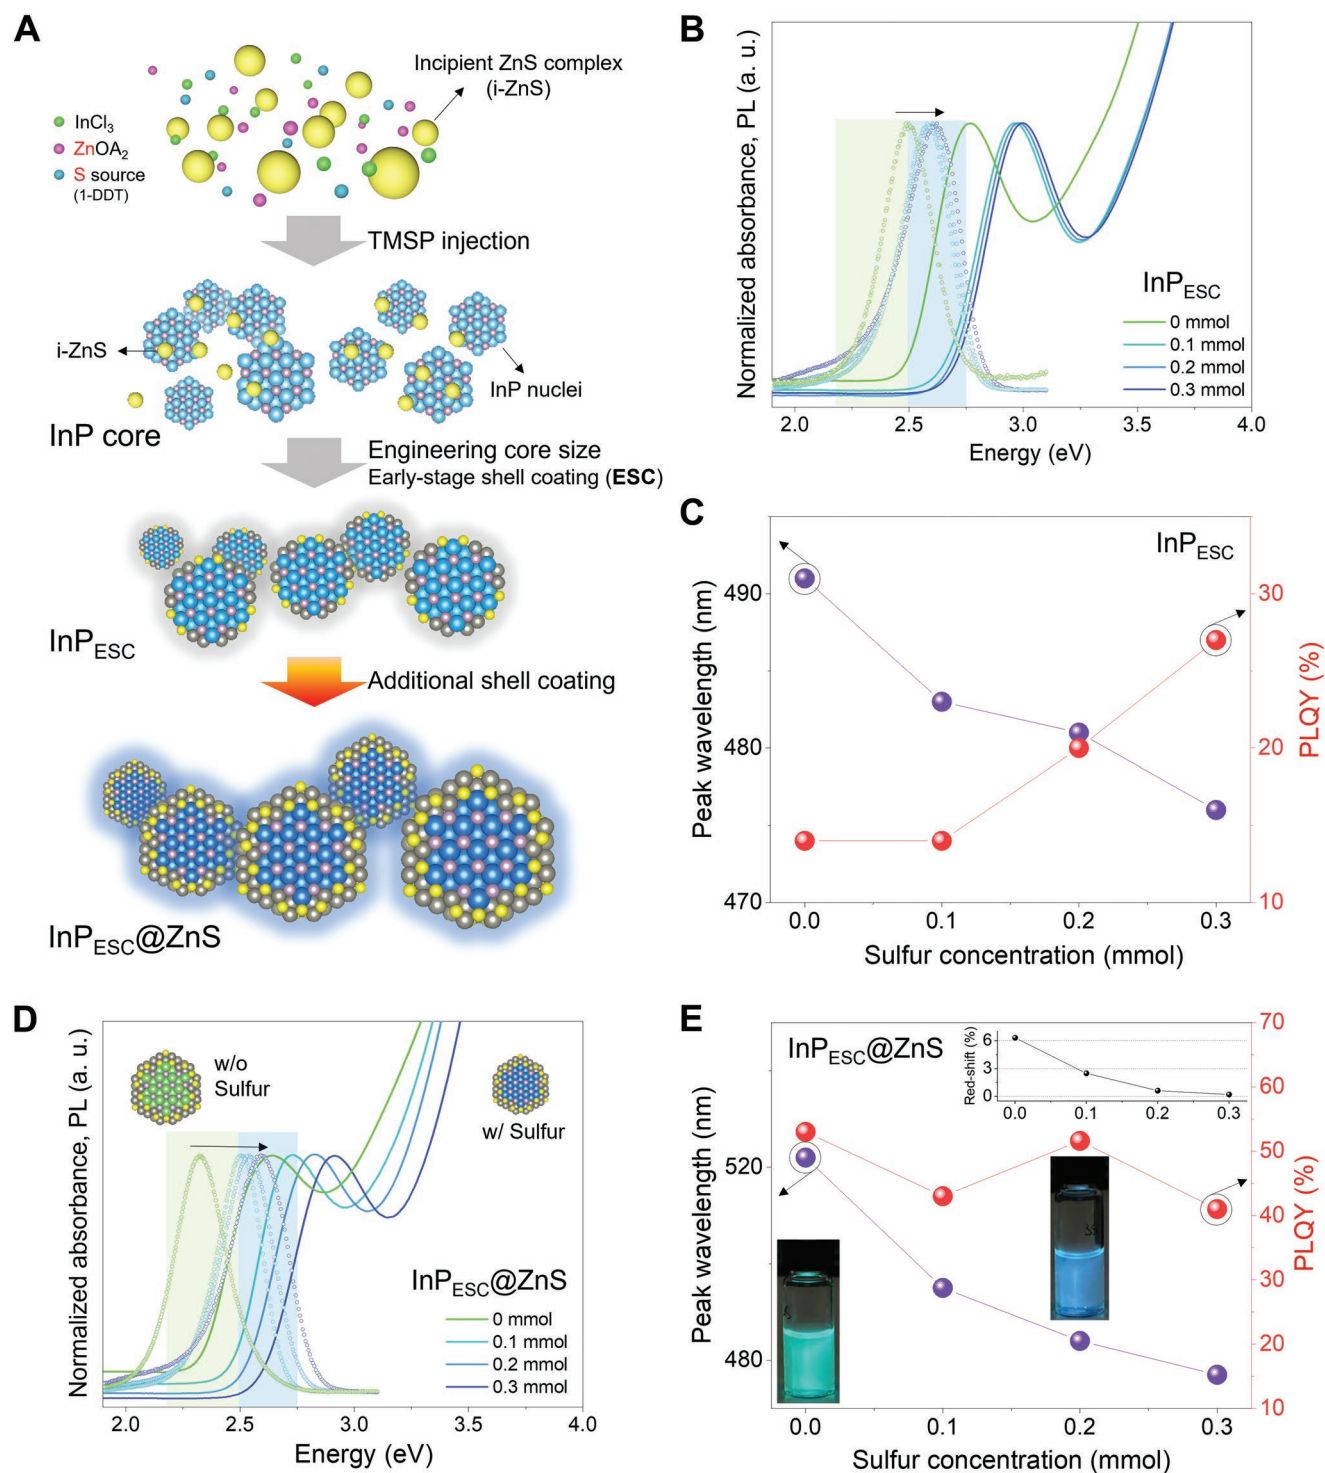 A
Incipient ZnS complex
(i-ZnS)
InCl3
ZnOA2
S source
(1-DDT)
TMSP injection
i-ZnS
InP nuclei
InP core
Engineering core size
Early-stage shell coating (ESC)
InPESC
Additional shell coating
InPESC@ZnS
B
Normalized absorbance, PL (a. u.)
InPESC
0 mmol
0.1 mmol
0.2 mmol
0.3 mmol
2.0 2.5 3.0 3.5 4.0
Energy (eV)
C
InPESC
Peak wavelength (nm)
490
480
470
PLQY (%)
30
20
10
0.0 0.1 0.2 0.3
Sulfur concentration (mmol)
D
Normalized absorbance, PL (a. u.)
w/o
Sulfur
w/ Sulfur
InPESC@ZnS
0 mmol
0.1 mmol
0.2 mmol
0.3 mmol
2.0 2.5 3.0 3.5 4.0
Energy (eV)
E
InPESC@ZnS
Red-shift (%)
6
3
0
0.0 0.1 0.2 0.3
Peak wavelength (nm)
520
480
PLQY (%)
70
60
50
40
30
20
10
0.0 0.1 0.2 0.3
Sulfur concentration (mmol)